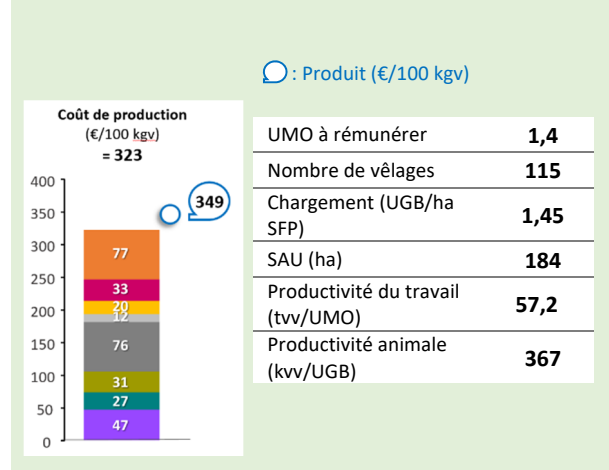 : Produit (€/100 kgv)
Coût de production
(€/100 kgv)
= 323
400
350
300
250
200
150
100
50
0
349
77
33
20
12
76
31
27
47
UMO à rémunérer 1,4
Nombre de vêlages 115
Chargement (UGB/ha
SFP) 1,45
SAU (ha) 184
Productivité du travail
(tvv/UMO) 57,2
Productivité animale
(kvv/UGB) 367